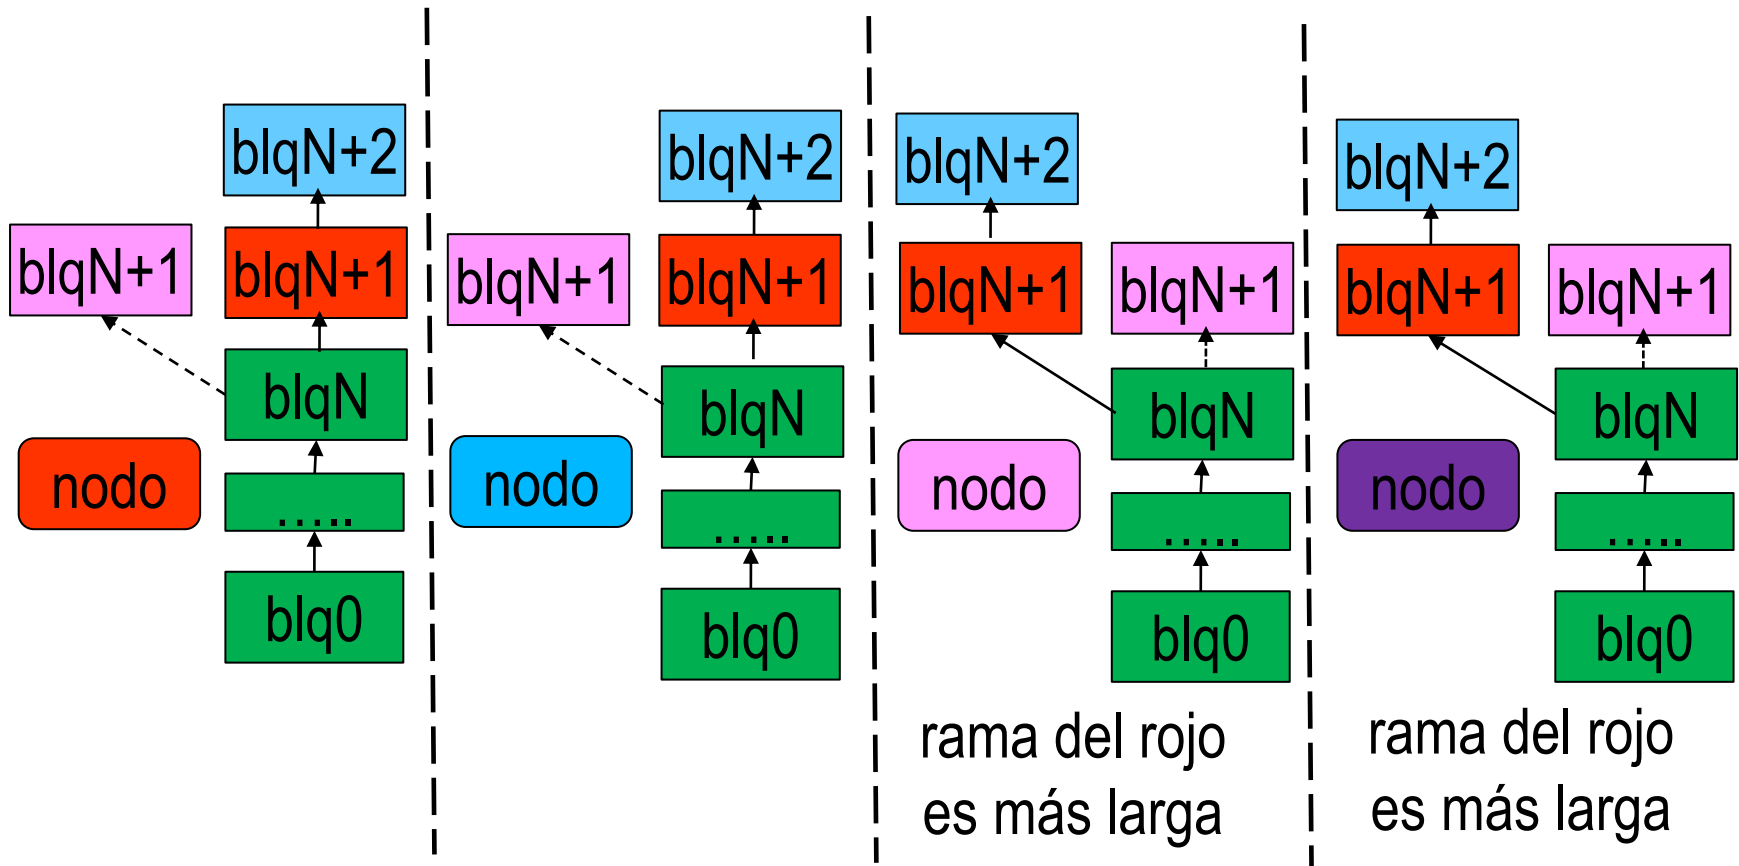 blqN+2
blqN+1
blqN+1
blqN
nodo
.....
blq0
blqN+2
blqN+1
blqN+1
blqN
nodo
.....
blq0
blqN+2
blqN+1
blqN+1
blqN
nodo
.....
blq0
rama del rojo
es más larga
blqN+2
blqN+1
blqN+1
blqN
nodo
.....
blq0
rama del rojo
es más larga